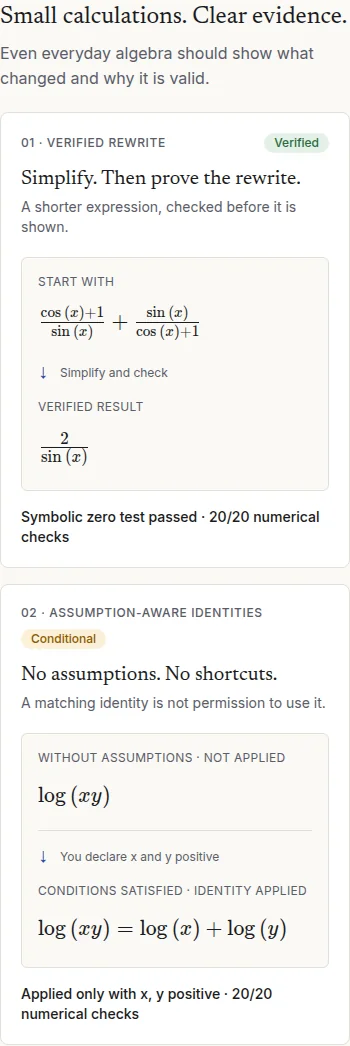 Small calculations. Clear evidence.
Even everyday algebra should show what
changed and why it is valid.
01 · VERIFIED REWRITE
Verified
Simplify. Then prove the rewrite.
A shorter expression, checked before it is
shown.
START WITH
\frac{\cos(x)+1}{\sin(x)} + \frac{\sin(x)}{\cos(x)+1}
↓ Simplify and check
VERIFIED RESULT
\frac{2}{\sin(x)}
Symbolic zero test passed · 20/20 numerical
checks
02 · ASSUMPTION-AWARE IDENTITIES
Conditional
No assumptions. No shortcuts.
A matching identity is not permission to use it.
WITHOUT ASSUMPTIONS · NOT APPLIED
log (xy)
↓ You declare x and y positive
CONDITIONS SATISFIED · IDENTITY APPLIED
log (xy) = log (x) + log (y)
Applied only with x, y positive · 20/20
numerical checks